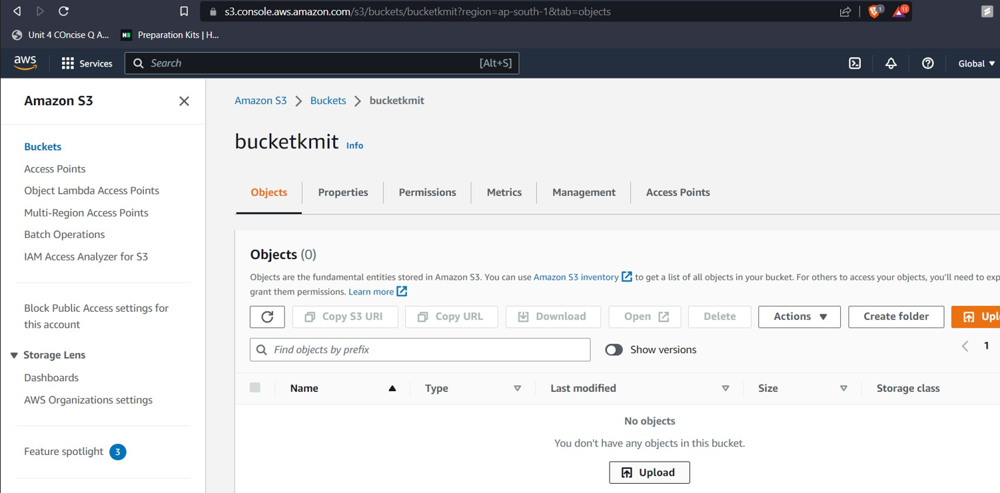 s3.console.aws.amazon.com/s3/buckets/bucketkmit?region=ap-south-1&tab=objects
1
11
Unit 4 COncise Q A...
Preparation Kits | H...
aws
Services
Search
[Alt+S]
Global
Amazon S3
Buckets
Access Points
Object Lambda Access Points
Multi-Region Access Points
Batch Operations
IAM Access Analyzer for S3
Block Public Access settings for
this account
Storage Lens
Dashboards
AWS Organizations settings
Feature spotlight 3
Amazon S3 > Buckets > bucketkmit
bucketkmit Info
Objects
Properties
Permissions
Metrics
Management
Access Points
Objects (0)
Objects are the fundamental entities stored in Amazon S3. You can use Amazon S3 inventory to get a list of all objects in your bucket. For others to access your objects, you'll need to exp
grant them permissions. Learn more
Copy S3 URI
Copy URL
Download
Open
Delete
Actions
Create folder
Uplo
Find objects by prefix
Show versions
< 1
Name
Type
Last modified
Size
Storage class
No objects
You don't have any objects in this bucket.
Upload